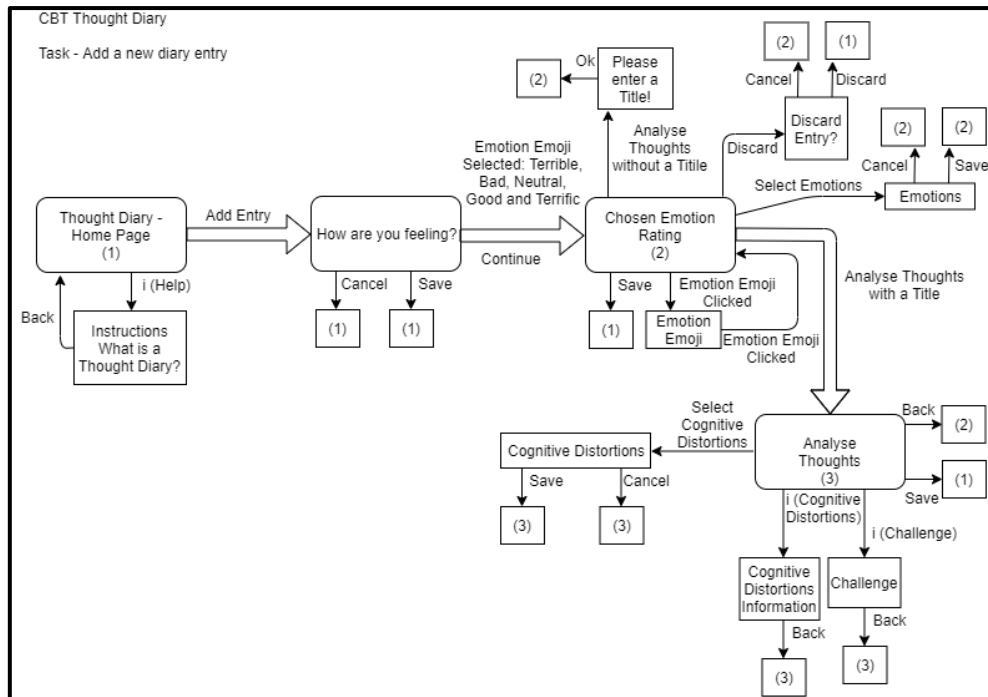 CBT Thought Diary
Task - Add a new diary entry
(2)
Ok
Please
enter a
Title!
Analyse
Thoughts
without a Titile
(2)
(1)
Cancel
Discard
Discard
Entry?
Discard
(2)
(2)
Cancel
Save
Select Emotions
Emotions
Thought Diary -
Home Page
(1)
Add Entry
Back
i (Help)
Instructions
What is a
Thought Diary?
How are you feeling?
Cancel
Save
(1)
(1)
Emotion Emoji
Selected: Terrible,
Bad, Neutral,
Good and Terrific
Continue
Chosen Emotion
Rating
(2)
Save
(1)
Emotion Emoji
Clicked
Emotion
Emoji
Emotion Emoji
Clicked
Analyse Thoughts
with a Title
Analyse
Thoughts
(3)
Back
(2)
Save
(1)
Select
Cognitive
Distortions
Cognitive Distortions
Save
Cancel
(3)
(3)
i (Cognitive
Distortions)
i (Challenge)
Cognitive
Distortions
Information
Back
(3)
Challenge
Back
(3)